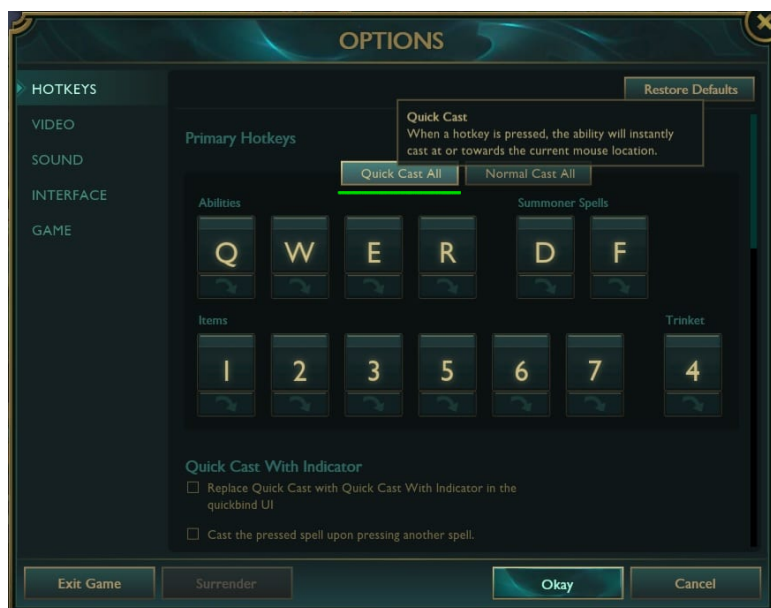 OPTIONS
HOTKEYS
VIDEO
SOUND
INTERFACE
GAME
Restore Defaults
Primary Hotkeys
Quick Cast
When a hotkey is pressed, the ability will instantly
cast at or towards the current mouse location.
Quick Cast All
Normal Cast All
Abilities
Summoner Spells
Q W E R D F
Items
Trinket
1 2 3 5 6 7 4
Quick Cast With Indicator
Replace Quick Cast with Quick Cast With Indicator in the
quickbind UI
Cast the pressed spell upon pressing another spell.
Exit Game
Surrender
Okay
Cancel